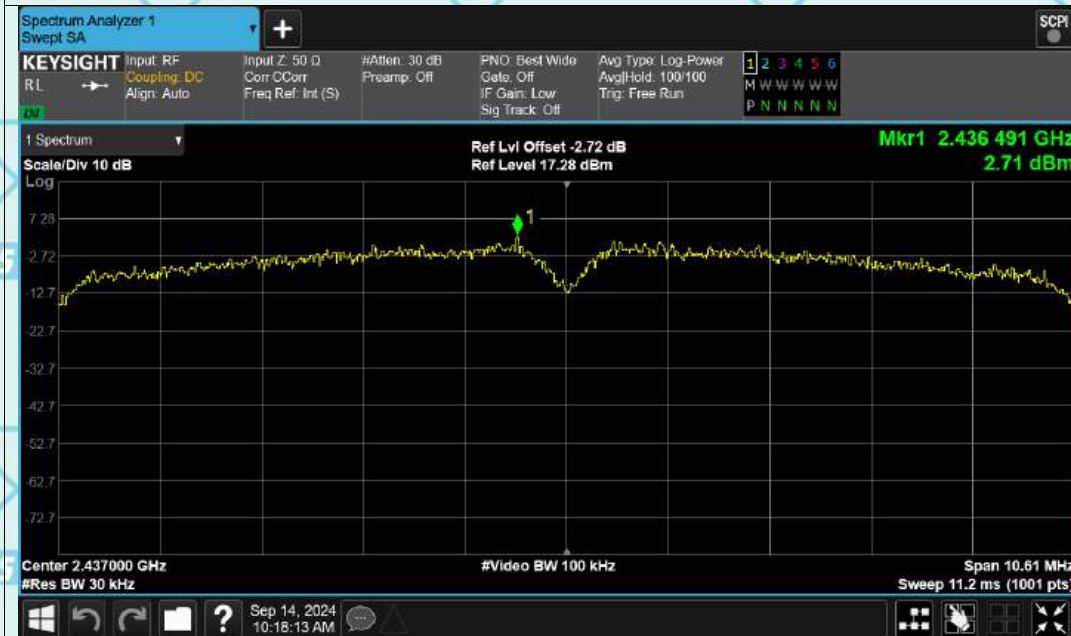 Spectrum Analyzer 1
Swept SA
+
SCPI
KEYSIGHT
RL
LXI
Input: RF
Coupling: DC
Align: Auto
Input Z: 50 Ω
Corr CCorr
Freq Ref: Int (S)
#Atten: 30 dB
Preamp: Off
PNO: Best Wide
Gate: Off
IF Gain: Low
Sig Track: Off
Avg Type: Log-Power
Avg|Hold: 100/100
Trig: Free Run
1 2 3 4 5 6
M W W W W W
P N N N N N
1 Spectrum
Scale/Div 10 dB
Log
Ref Lvl Offset -2.72 dB
Ref Level 17.28 dBm
Mkr1 2.436 491 GHz
2.71 dBm
1
7.28
-2.72
-12.7
-22.7
-32.7
-42.7
-52.7
-62.7
-72.7
Center 2.437000 GHz
#Res BW 30 kHz
#Video BW 100 kHz
Span 10.61 MHz
Sweep 11.2 ms (1001 pts)
?
Sep 14, 2024
10:18:13 AM